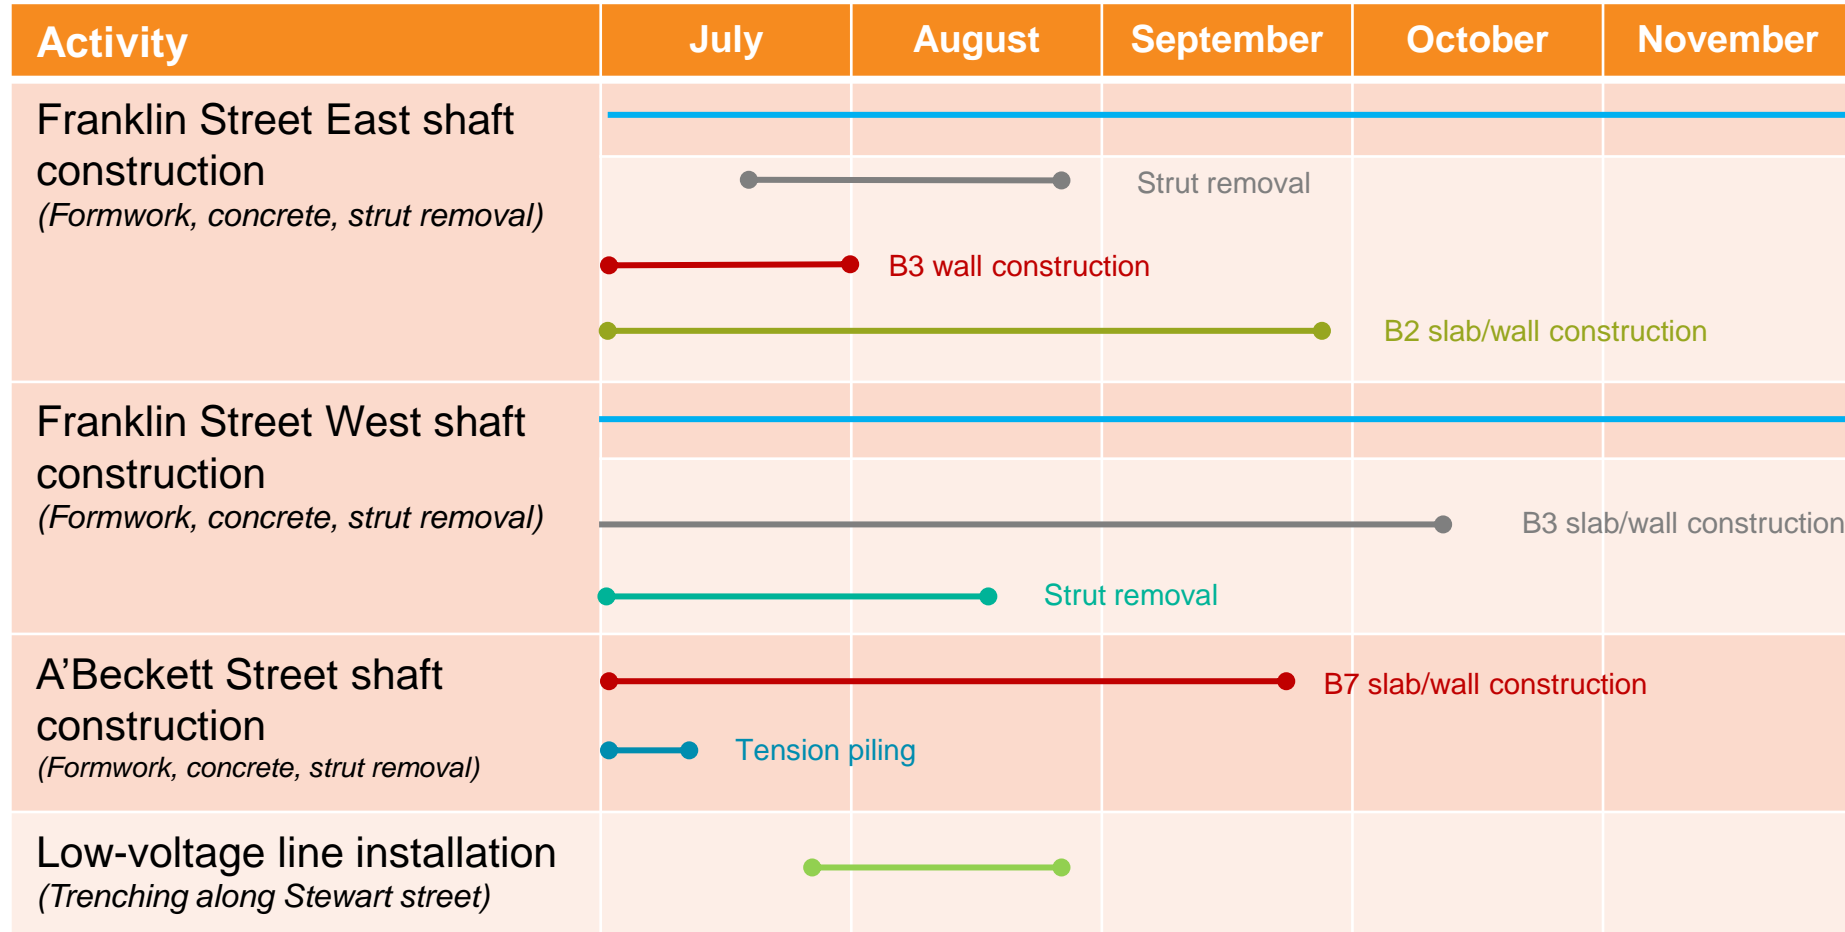 Activity
July
August
September
October
November
Franklin Street East shaft
construction
(Formwork, concrete, strut removal)
Strut removal
B3 wall construction
B2 slab/wall construction
Franklin Street West shaft
construction
(Formwork, concrete, strut removal)
B3 slab/wall construction
Strut removal
A’Beckett Street shaft
construction
(Formwork, concrete, strut removal)
B7 slab/wall construction
Tension piling
Low-voltage line installation
(Trenching along Stewart street)